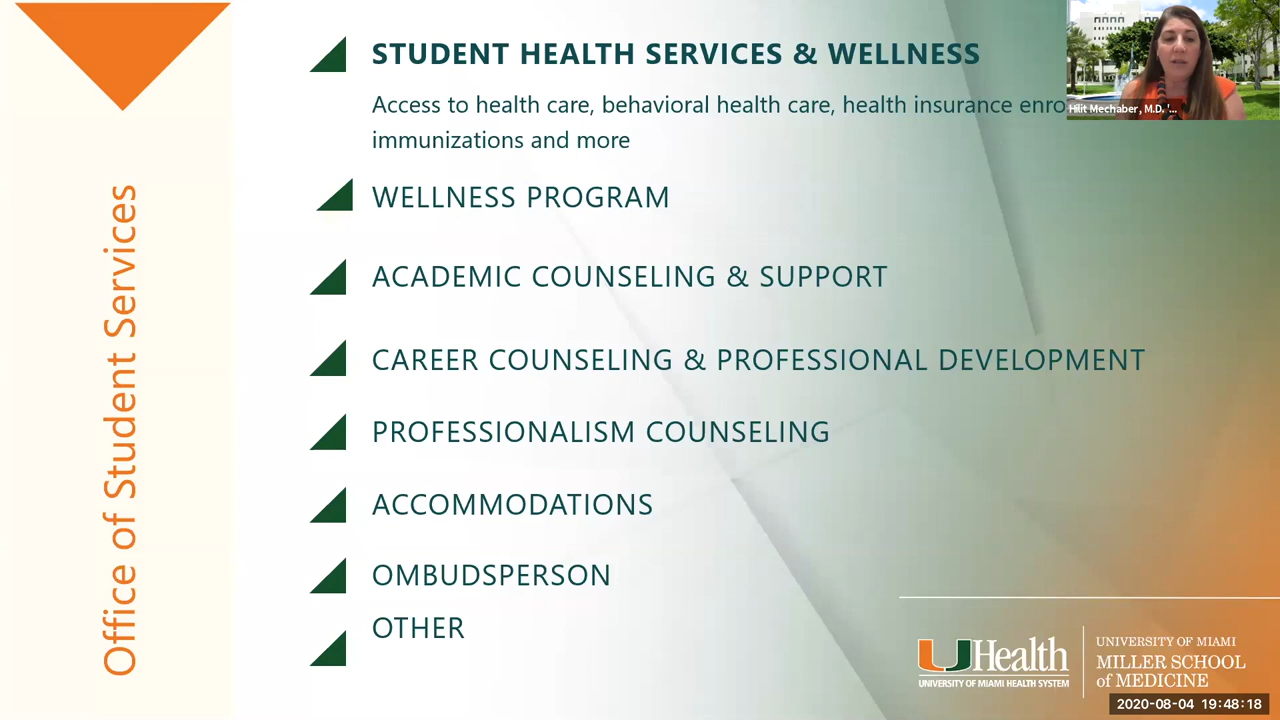 Office of Student Services
STUDENT HEALTH SERVICES & WELLNESS
Access to health care, behavioral health care, health insurance enro
immunizations and more
WELLNESS PROGRAM
ACADEMIC COUNSELING & SUPPORT
CAREER COUNSELING & PROFESSIONAL DEVELOPMENT
PROFESSIONALISM COUNSELING
ACCOMMODATIONS
OMBUDSPERSON
OTHER
Hilit Mechaber, M.D. '...
UHealth
UNIVERSITY OF MIAMI HEALTH SYSTEM
UNIVERSITY OF MIAMI
MILLER SCHOOL
of MEDICINE
2020-08-04 19:48:18